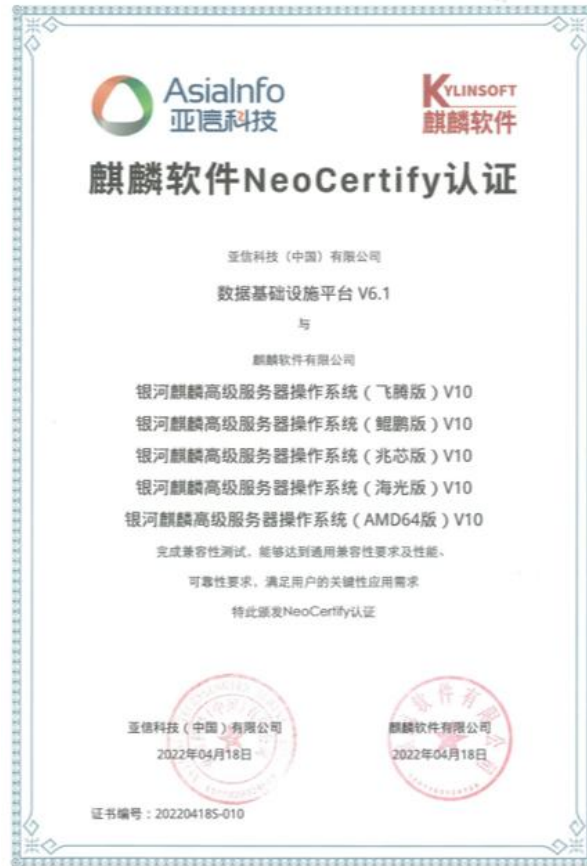 AsiaInfo
亚信科技
KYLINSOFT
麒麟软件
麒麟软件NeoCertify认证
亚信科技（中国）有限公司
数据基础设施平台 V6.1
与
麒麟软件有限公司
银河麒麟高级服务器操作系统（飞腾版）V10
银河麒麟高级服务器操作系统（鲲鹏版）V10
银河麒麟高级服务器操作系统（兆芯版）V10
银河麒麟高级服务器操作系统（海光版）V10
银河麒麟高级服务器操作系统（AMD64版）V10
完成兼容性测试、能够达到通用兼容性要求及性能、
可靠性要求、满足用户的关键性应用需求
特此颁发NeoCertify认证
亚信科技（中国）有限公司
麒麟软件有限公司
2022年04月18日
2022年04月18日
证书编号：20220418S-010